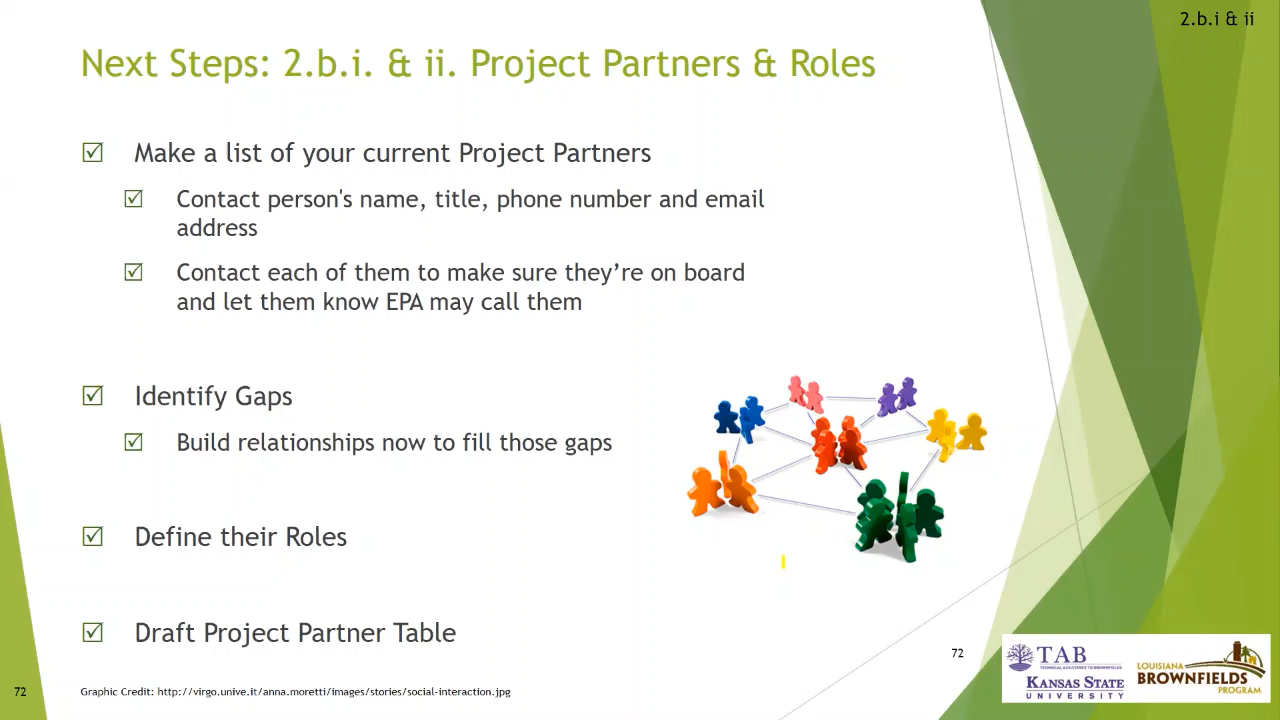 2.b.i & ii
Next Steps: 2.b.i. & ii. Project Partners & Roles
Make a list of your current Project Partners
Contact person's name, title, phone number and email
address
Contact each of them to make sure they’re on board
and let them know EPA may call them
Identify Gaps
Build relationships now to fill those gaps
Define their Roles
Draft Project Partner Table
72
72
Graphic Credit: http://virgo.unive.it/anna.moretti/images/stories/social-interaction.jpg
TAB
TECHNICAL ASSISTANCE TO BROWNFIELDS
KANSAS STATE
UNIVERSITY
LOUISIANA
BROWNFIELDS
PROGRAM